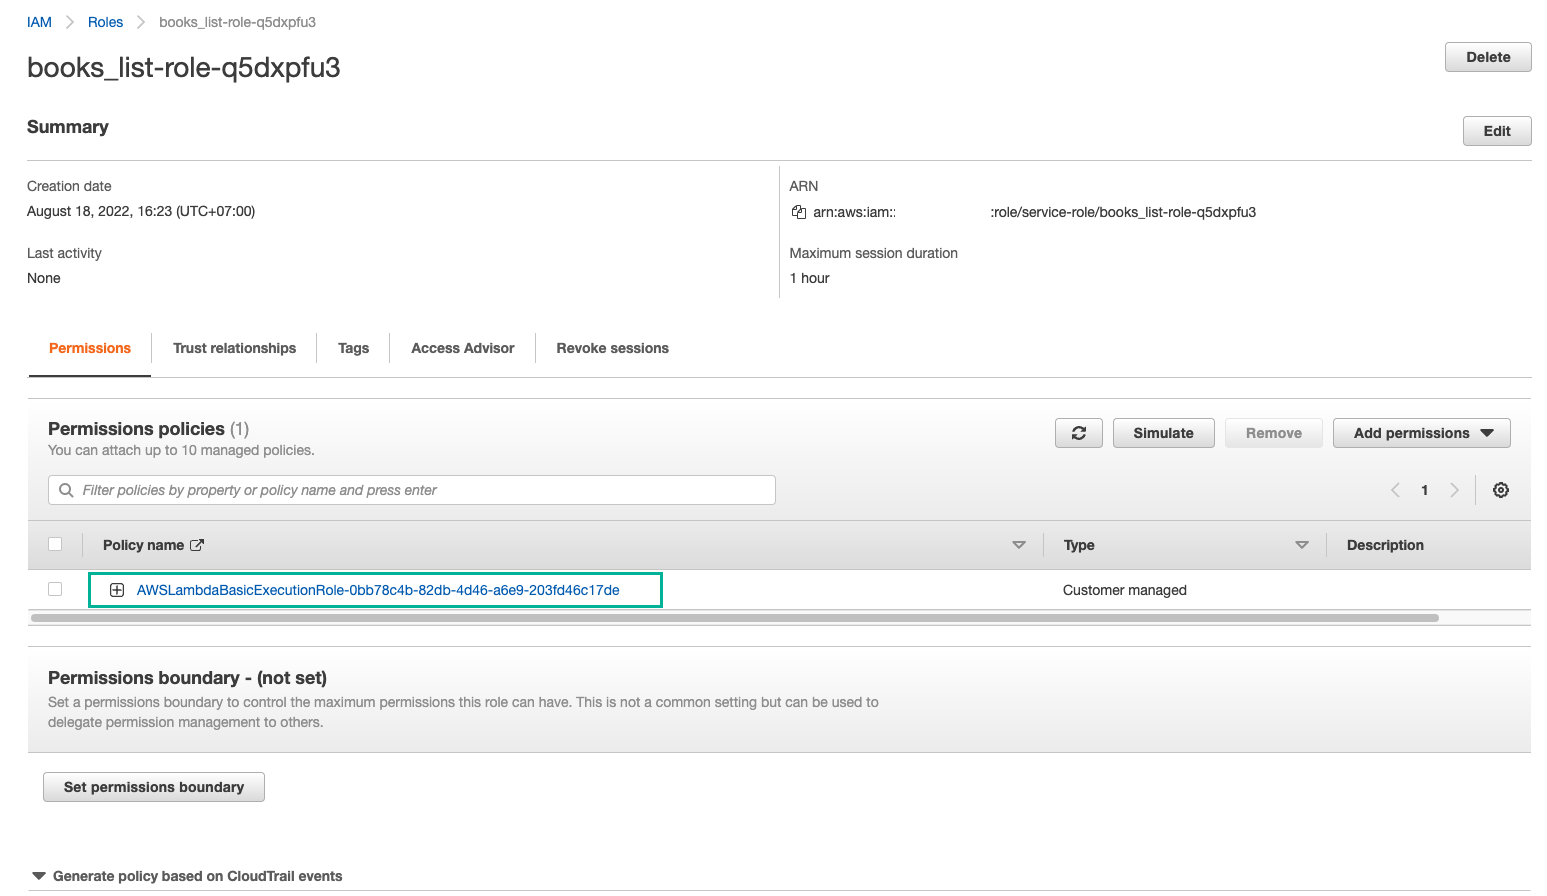 IAM > Roles > books_list-role-q5dxpfu3
books_list-role-q5dxpfu3
Delete
Summary
Edit
Creation date
August 18, 2022, 16:23 (UTC+07:00)
ARN
arn:aws:iam:: :role/service-role/books_list-role-q5dxpfu3
Last activity
None
Maximum session duration
1 hour
Permissions Trust relationships Tags Access Advisor Revoke sessions
Permissions policies (1)
You can attach up to 10 managed policies.
Simulate Remove Add permissions
Filter policies by property or policy name and press enter
1
Policy name Type Description
AWSLambdaBasicExecutionRole-0bb78c4b-82db-4d46-a6e9-203fd46c17de Customer managed
Permissions boundary - (not set)
Set a permissions boundary to control the maximum permissions this role can have. This is not a common setting but can be used to
delegate permission management to others.
Set permissions boundary
Generate policy based on CloudTrail events